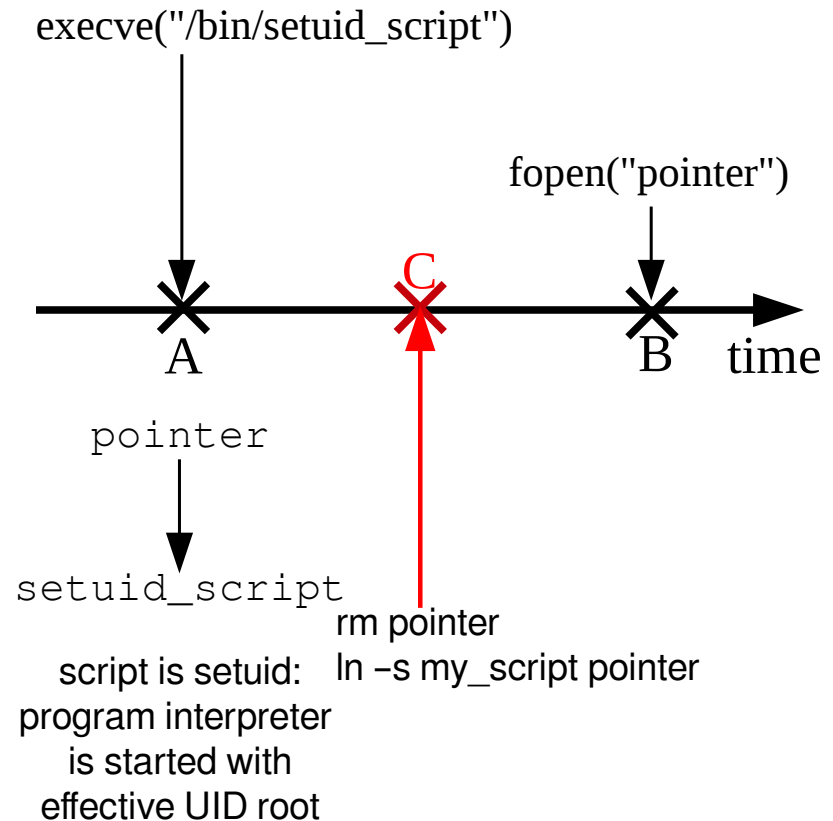 execve("/bin/setuid_script")
fopen("pointer")
C
A
B
time
pointer
setuid_script
rm pointer
ln −s my_script pointer
script is setuid:
program interpreter
is started with
effective UID root